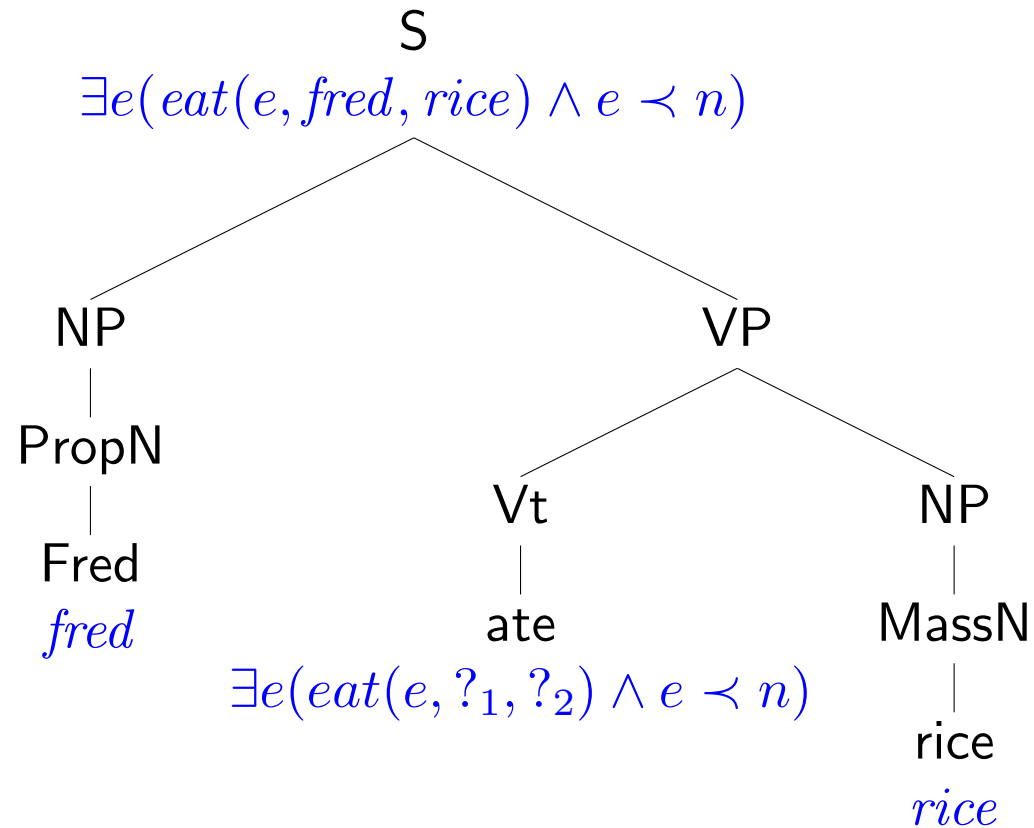 S
∃e(eat(e, fred, rice) ∧ e ≺ n)
NP VP
PropN Vt NP
Fred ate MassN
fred
∃e(eat(e, ?₁, ?₂) ∧ e ≺ n)
rice
rice